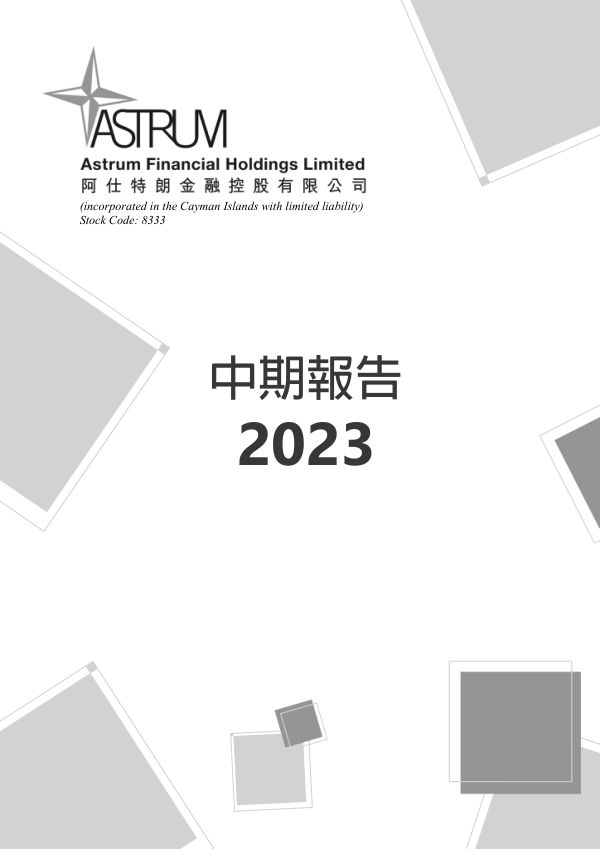 ASTRUM
Astrum Financial Holdings Limited
阿仕特朗金融控股有限公司
(incorporated in the Cayman Islands with limited liability)
Stock Code: 8333
中期報告
2023